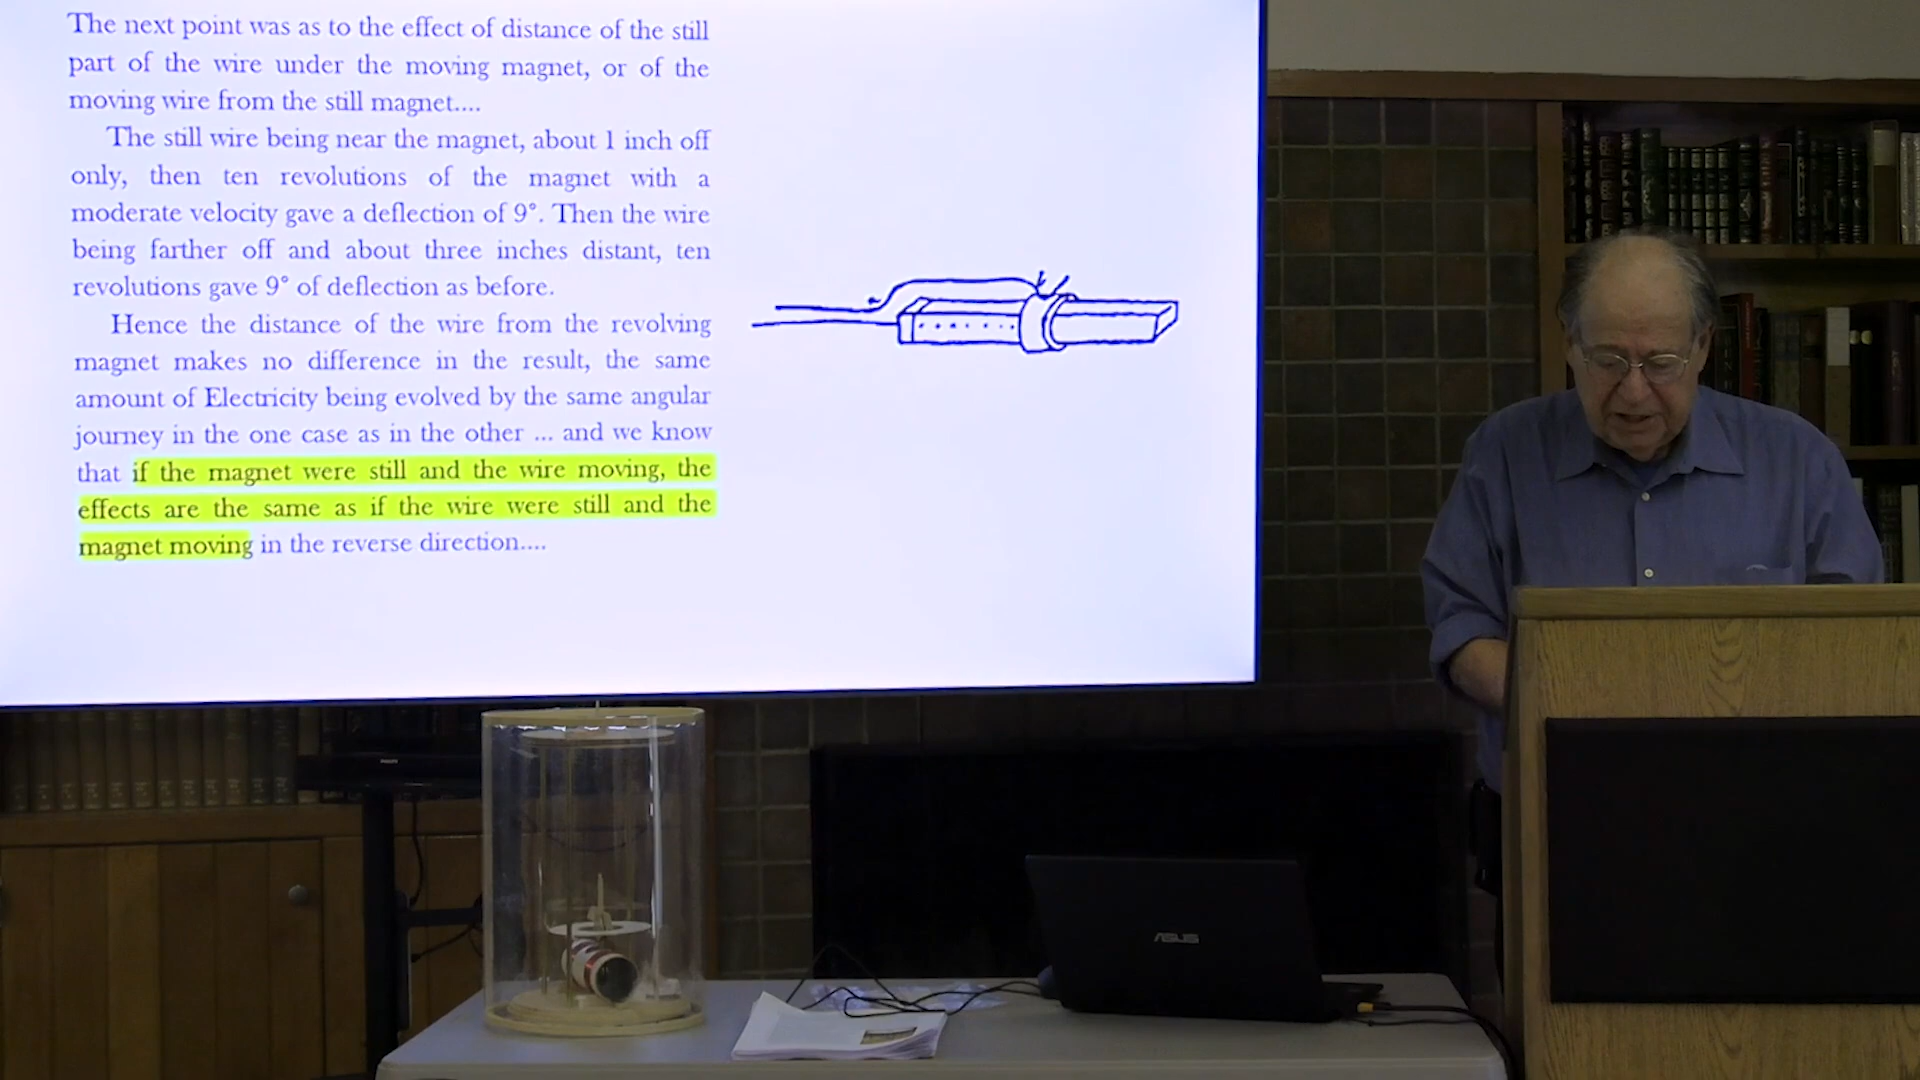 The next point was as to the effect of distance of the still
part of the wire under the moving magnet, or of the
moving wire from the still magnet....
The still wire being near the magnet, about 1 inch off
only, then ten revolutions of the magnet with a
moderate velocity gave a deflection of 9°. Then the wire
being farther off and about three inches distant, ten
revolutions gave 9° of deflection as before.
Hence the distance of the wire from the revolving
magnet makes no difference in the result, the same
amount of Electricity being evolved by the same angular
journey in the one case as in the other ... and we know
that if the magnet were still and the wire moving, the
effects are the same as if the wire were still and the
magnet moving in the reverse direction....
PHILIPS
ASUS